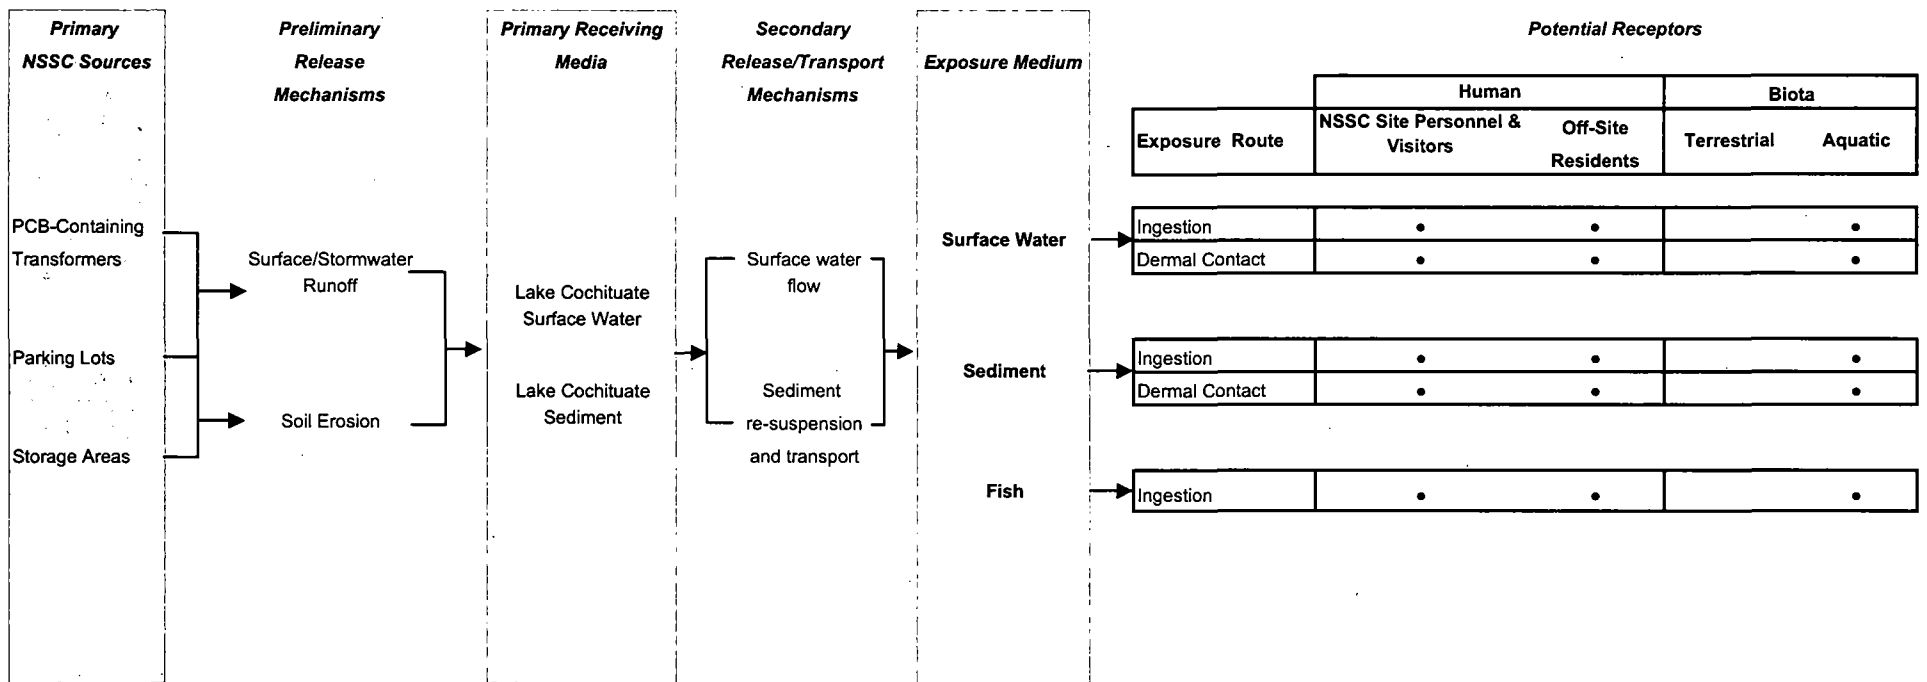 Primary
NSSC Sources
Preliminary
Release
Mechanisms
Primary Receiving
Media
Secondary
Release/Transport
Mechanisms
Exposure Medium
Potential Receptors
Human
Biota
Exposure Route
NSSC Site Personnel &
Visitors
Off-Site
Residents
Terrestrial
Aquatic
PCB-Containing
Transformers
Parking Lots
Storage Areas
Surface/Stormwater
Runoff
Soil Erosion
Lake Cochituate
Surface Water
Lake Cochituate
Sediment
Surface water
flow
Sediment
re-suspension
and transport
Surface Water
Ingestion • • •
Dermal Contact • • •
Sediment
Ingestion • • •
Dermal Contact • • •
Fish
Ingestion • • •